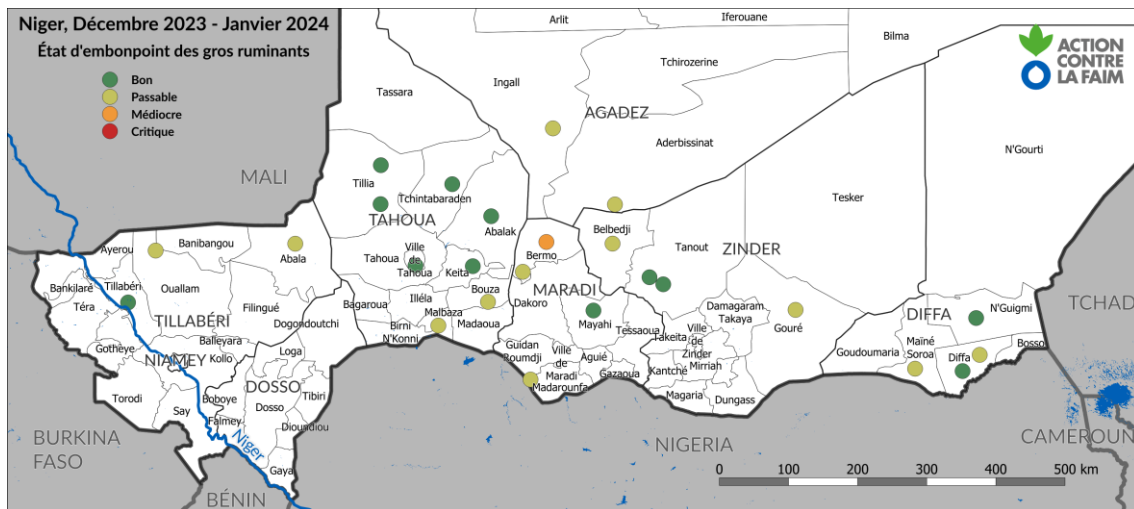 Niger, Décembre 2023 - Janvier 2024
État d'embonpoint des gros ruminants
Bon
Passable
Médiocre
Critique
ACTION
CONTRE
LA FAIM
Arlit
Iferouane
Bilma
Tchirozerine
Ingall
Tassara
AGADEZ
Aderbissinat
N'Gourti
MALI
Tillia
Tchintabaraden
TAHOUA
Abalak
Tesker
Ayerou
Banibangou
Abala
Tahoua
Ville
de
Tahoua
Keita
Bermo
Belbedji
Tanout
ZINDER
Bankilaré
Tillabéri
Téra
Ouallam
Filingué
Bagaroua
Illéla
Bouza
Malbaza
Dakoro
MARADI
Birni
N'Konni
Madaoua
Mayahi
Tessaoua
Damagaram
Takaya
Gouré
TILLABÉRI
Dogondoutchi
Gotheye
NIAMEY
Balleyara
Kollo
Loga
DOSSO
Guidan
Roumdji
Ville
de
Maradi
Madarounfa
Aguié
Gazaoua
Takeita
Ville
de
Zinder
Mirriah
Kantché
Magaria
Dungass
Goudoumaria
Maïné
Soroa
DIFFA
N'Guigmi
Diffa
Bosso
TCHAD
Torodi
Say
Boboye
Falmey
Dosso
Tibiri
Dioundiou
Gaya
Niger
BURKINA
FASO
BÉNIN
NIGERIA
CAMEROUN
0 100 200 300 400 500 km